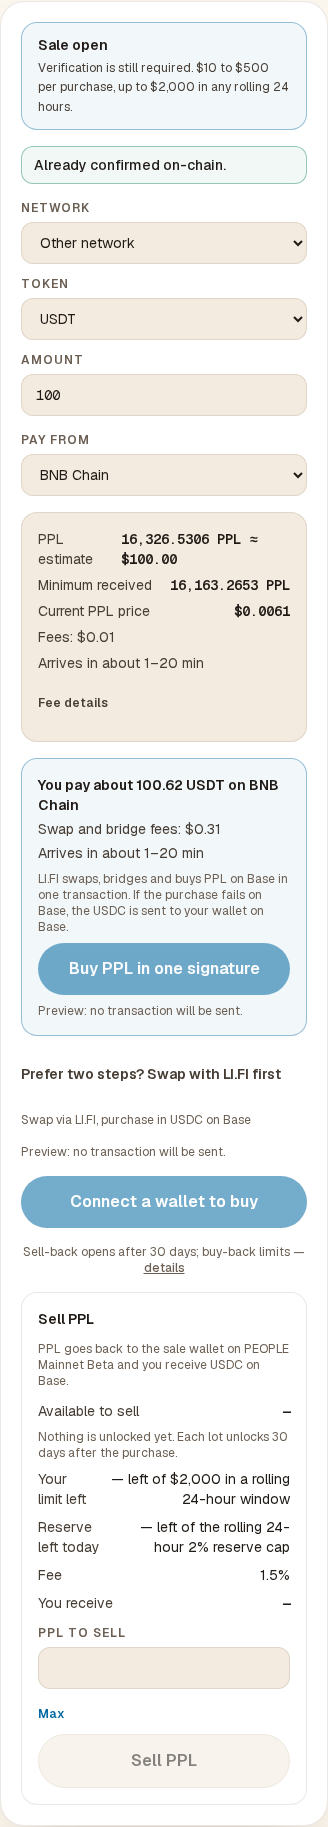 Sale open
Verification is still required. $10 to $500
per purchase, up to $2,000 in any rolling 24
hours.
Already confirmed on-chain.
NETWORK
Other network
TOKEN
USDT
AMOUNT
100
PAY FROM
BNB Chain
PPL estimate 16,326.5306 PPL ≈ $100.00
Minimum received 16,163.2653 PPL
Current PPL price $0.0061
Fees: $0.01
Arrives in about 1–20 min
Fee details
You pay about 100.62 USDT on BNB
Chain
Swap and bridge fees: $0.31
Arrives in about 1–20 min
LI.FI swaps, bridges and buys PPL on Base in
one transaction. If the purchase fails on
Base, the USDC is sent to your wallet on
Base.
Buy PPL in one signature
Preview: no transaction will be sent.
Prefer two steps? Swap with LI.FI first
Swap via LI.FI, purchase in USDC on Base
Preview: no transaction will be sent.
Connect a wallet to buy
Sell-back opens after 30 days; buy-back limits —
details
Sell PPL
PPL goes back to the sale wallet on PEOPLE
Mainnet Beta and you receive USDC on
Base.
Available to sell –
Nothing is unlocked yet. Each lot unlocks 30
days after the purchase.
Your limit left — left of $2,000 in a rolling 24-hour window
Reserve left today — left of the rolling 24-hour 2% reserve cap
Fee 1.5%
You receive –
PPL TO SELL
Max
Sell PPL